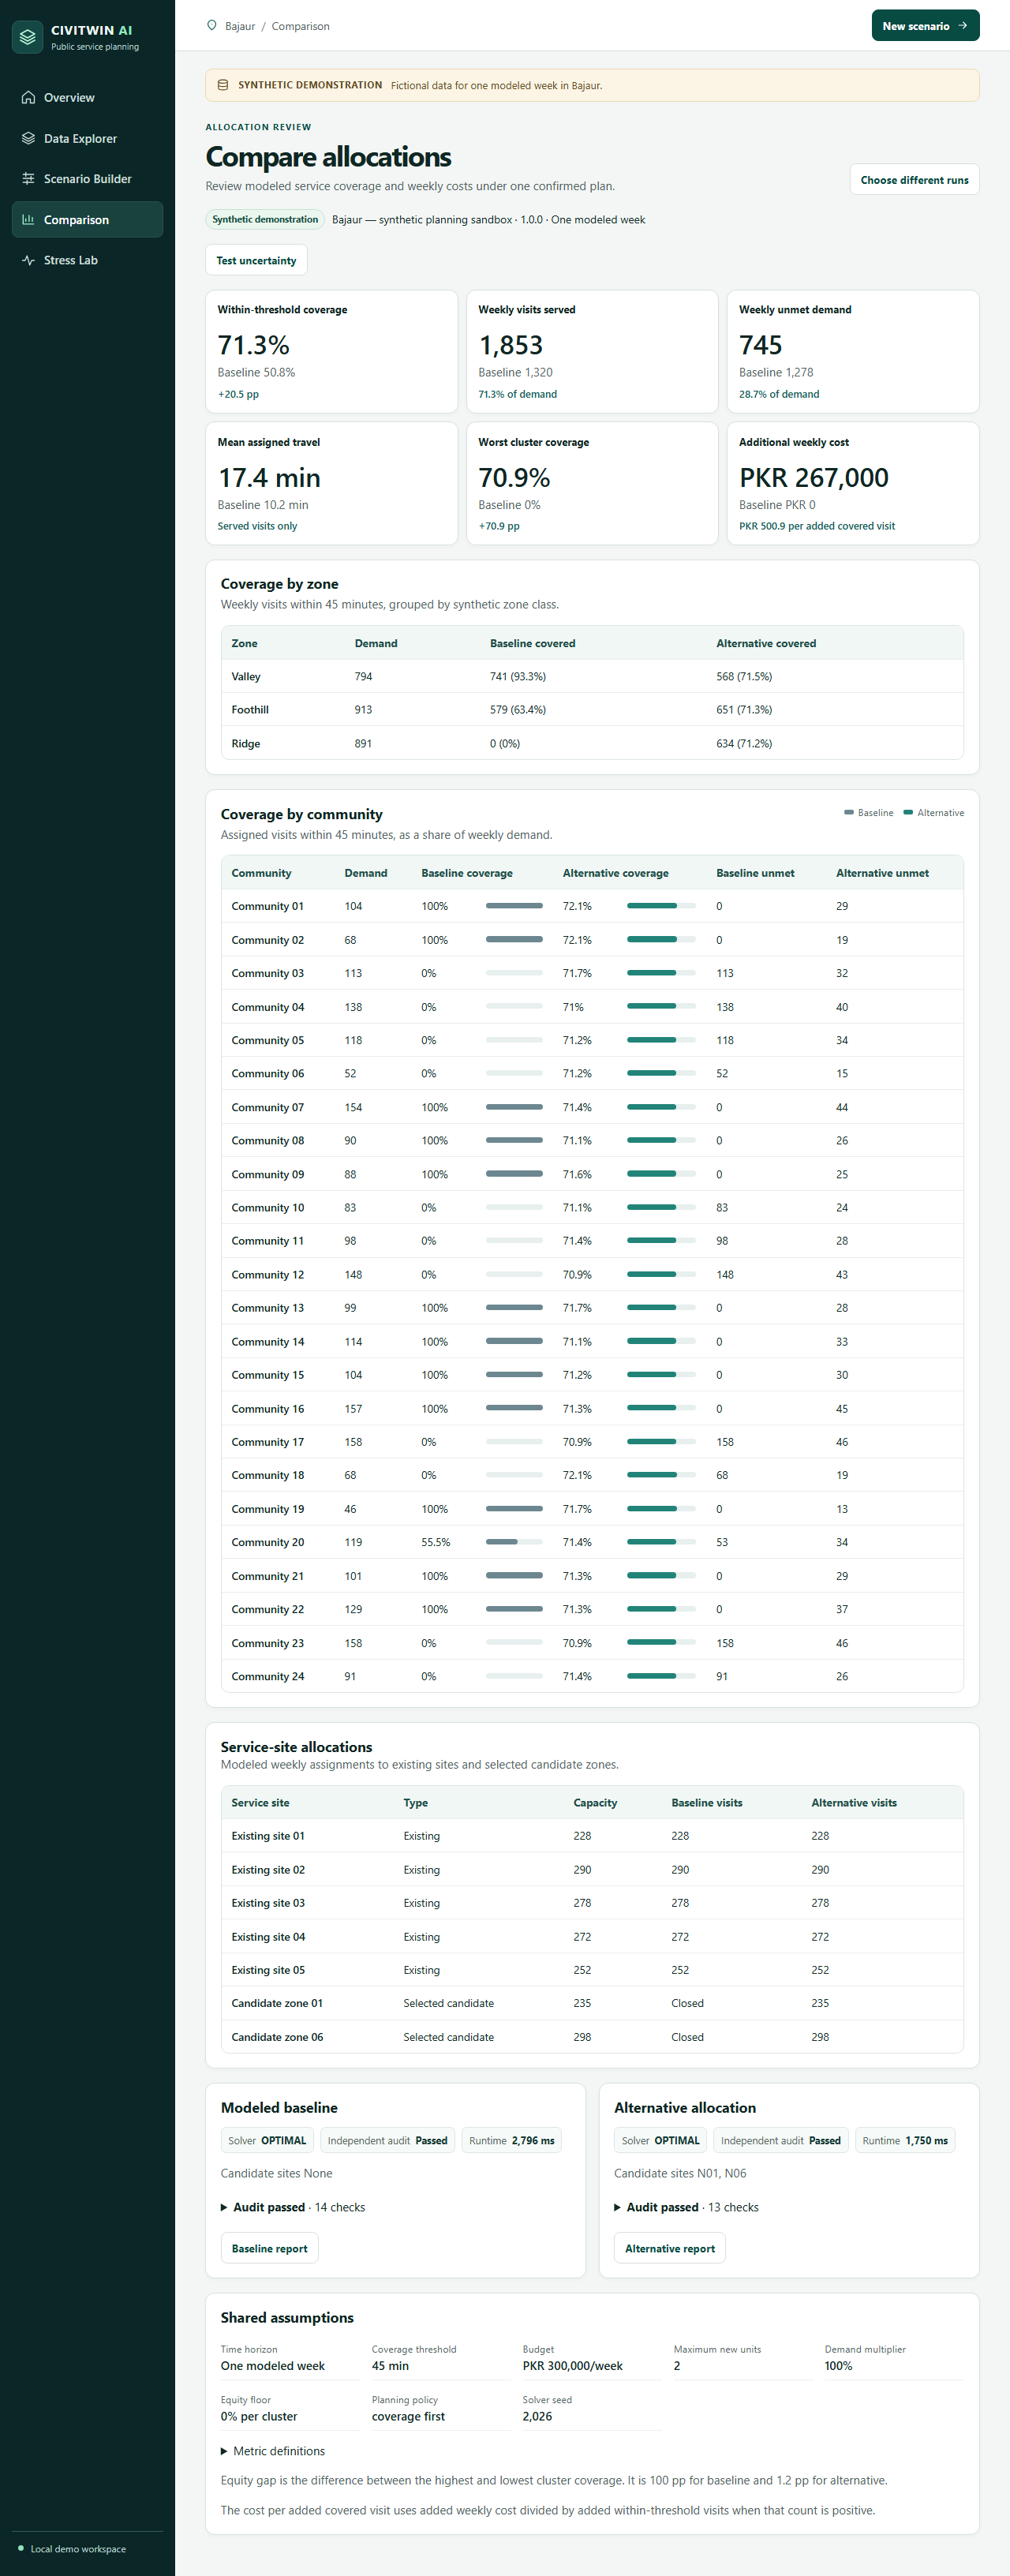 CIVITWIN AI
Public service planning
Overview
Data Explorer
Scenario Builder
Comparison
Stress Lab
Local demo workspace
Bajaur / Comparison
New scenario →
SYNTHETIC DEMONSTRATION Fictional data for one modeled week in Bajaur.
ALLOCATION REVIEW
Compare allocations
Review modeled service coverage and weekly costs under one confirmed plan.
Choose different runs
Synthetic demonstration Bajaur — synthetic planning sandbox · 1.0.0 · One modeled week
Test uncertainty
Within-threshold coverage
71.3%
Baseline 50.8%
+20.5 pp
Weekly visits served
1,853
Baseline 1,320
71.3% of demand
Weekly unmet demand
745
Baseline 1,278
28.7% of demand
Mean assigned travel
17.4 min
Baseline 10.2 min
Served visits only
Worst cluster coverage
70.9%
Baseline 0%
+70.9 pp
Additional weekly cost
PKR 267,000
Baseline PKR 0
PKR 500.9 per added covered visit
Coverage by zone
Weekly visits within 45 minutes, grouped by synthetic zone class.
Zone Demand Baseline covered Alternative covered
Valley 794 741 (93.3%) 568 (71.5%)
Foothill 913 579 (63.4%) 651 (71.3%)
Ridge 891 0 (0%) 634 (71.2%)
Coverage by community
Baseline Alternative
Assigned visits within 45 minutes, as a share of weekly demand.
Community Demand Baseline coverage Alternative coverage Baseline unmet Alternative unmet
Community 01 104 100% 72.1% 0 29
Community 02 68 100% 72.1% 0 19
Community 03 113 0% 71.7% 113 32
Community 04 138 0% 71% 138 40
Community 05 118 0% 71.2% 118 34
Community 06 52 0% 71.2% 52 15
Community 07 154 100% 71.4% 0 44
Community 08 90 100% 71.1% 0 26
Community 09 88 100% 71.6% 0 25
Community 10 83 0% 71.1% 83 24
Community 11 98 0% 71.4% 98 28
Community 12 148 0% 70.9% 148 43
Community 13 99 100% 71.7% 0 28
Community 14 114 100% 71.1% 0 33
Community 15 104 100% 71.2% 0 30
Community 16 157 100% 71.3% 0 45
Community 17 158 0% 70.9% 158 46
Community 18 68 0% 72.1% 68 19
Community 19 46 100% 71.7% 0 13
Community 20 119 55.5% 71.4% 53 34
Community 21 101 100% 71.3% 0 29
Community 22 129 100% 71.3% 0 37
Community 23 158 0% 70.9% 158 46
Community 24 91 0% 71.4% 91 26
Service-site allocations
Modeled weekly assignments to existing sites and selected candidate zones.
Service site Type Capacity Baseline visits Alternative visits
Existing site 01 Existing 228 228 228
Existing site 02 Existing 290 290 290
Existing site 03 Existing 278 278 278
Existing site 04 Existing 272 272 272
Existing site 05 Existing 252 252 252
Candidate zone 01 Selected candidate 235 Closed 235
Candidate zone 06 Selected candidate 298 Closed 298
Modeled baseline
Solver OPTIMAL Independent audit Passed Runtime 2,796 ms
Candidate sites None
▶ Audit passed · 14 checks
Baseline report
Alternative allocation
Solver OPTIMAL Independent audit Passed Runtime 1,750 ms
Candidate sites N01, N06
▶ Audit passed · 13 checks
Alternative report
Shared assumptions
Time horizon
One modeled week
Coverage threshold
45 min
Budget
PKR 300,000/week
Maximum new units
2
Demand multiplier
100%
Equity floor
0% per cluster
Planning policy
coverage first
Solver seed
2,026
▶ Metric definitions
Equity gap is the difference between the highest and lowest cluster coverage. It is 100 pp for baseline and 1.2 pp for alternative.
The cost per added covered visit uses added weekly cost divided by added within-threshold visits when that count is positive.